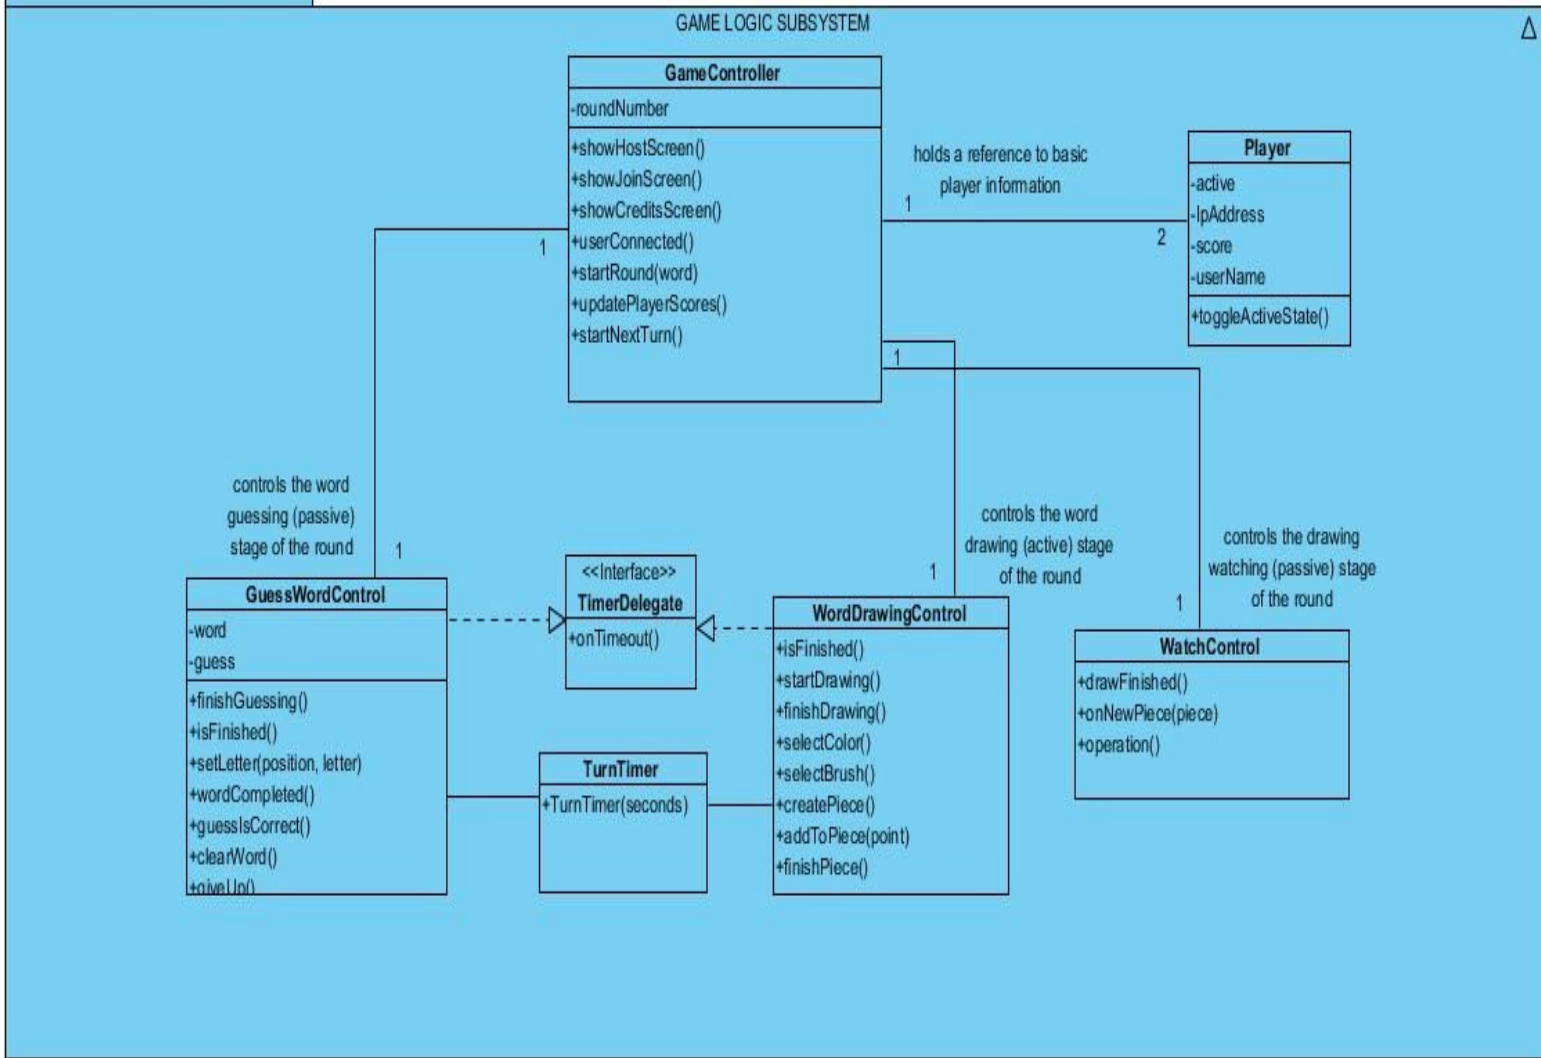 GAME LOGIC SUBSYSTEM
GameController
-roundNumber
+showHostScreen()
+showJoinScreen()
+showCreditsScreen()
+userConnected()
+startRound(word)
+updatePlayerScores()
+startNextTurn()
holds a reference to basic
player information
1
2
Player
-active
-IpAddress
-score
-userName
+toggleActiveState()
1
1
controls the word
guessing (passive)
stage of the round
1
GuessWordControl
-word
-guess
+finishGuessing()
+isFinished()
+setLetter(position, letter)
+wordCompleted()
+guessIsCorrect()
+clearWord()
+giveUp()
<<Interface>>
TimerDelegate
+onTimeout()
TurnTimer
+TurnTimer(seconds)
controls the word
drawing (active) stage
of the round
1
WordDrawingControl
+isFinished()
+startDrawing()
+finishDrawing()
+selectColor()
+selectBrush()
+createPiece()
+addToPiece(point)
+finishPiece()
controls the drawing
watching (passive) stage
of the round
1
WatchControl
+drawFinished()
+onNewPiece(piece)
+operation()